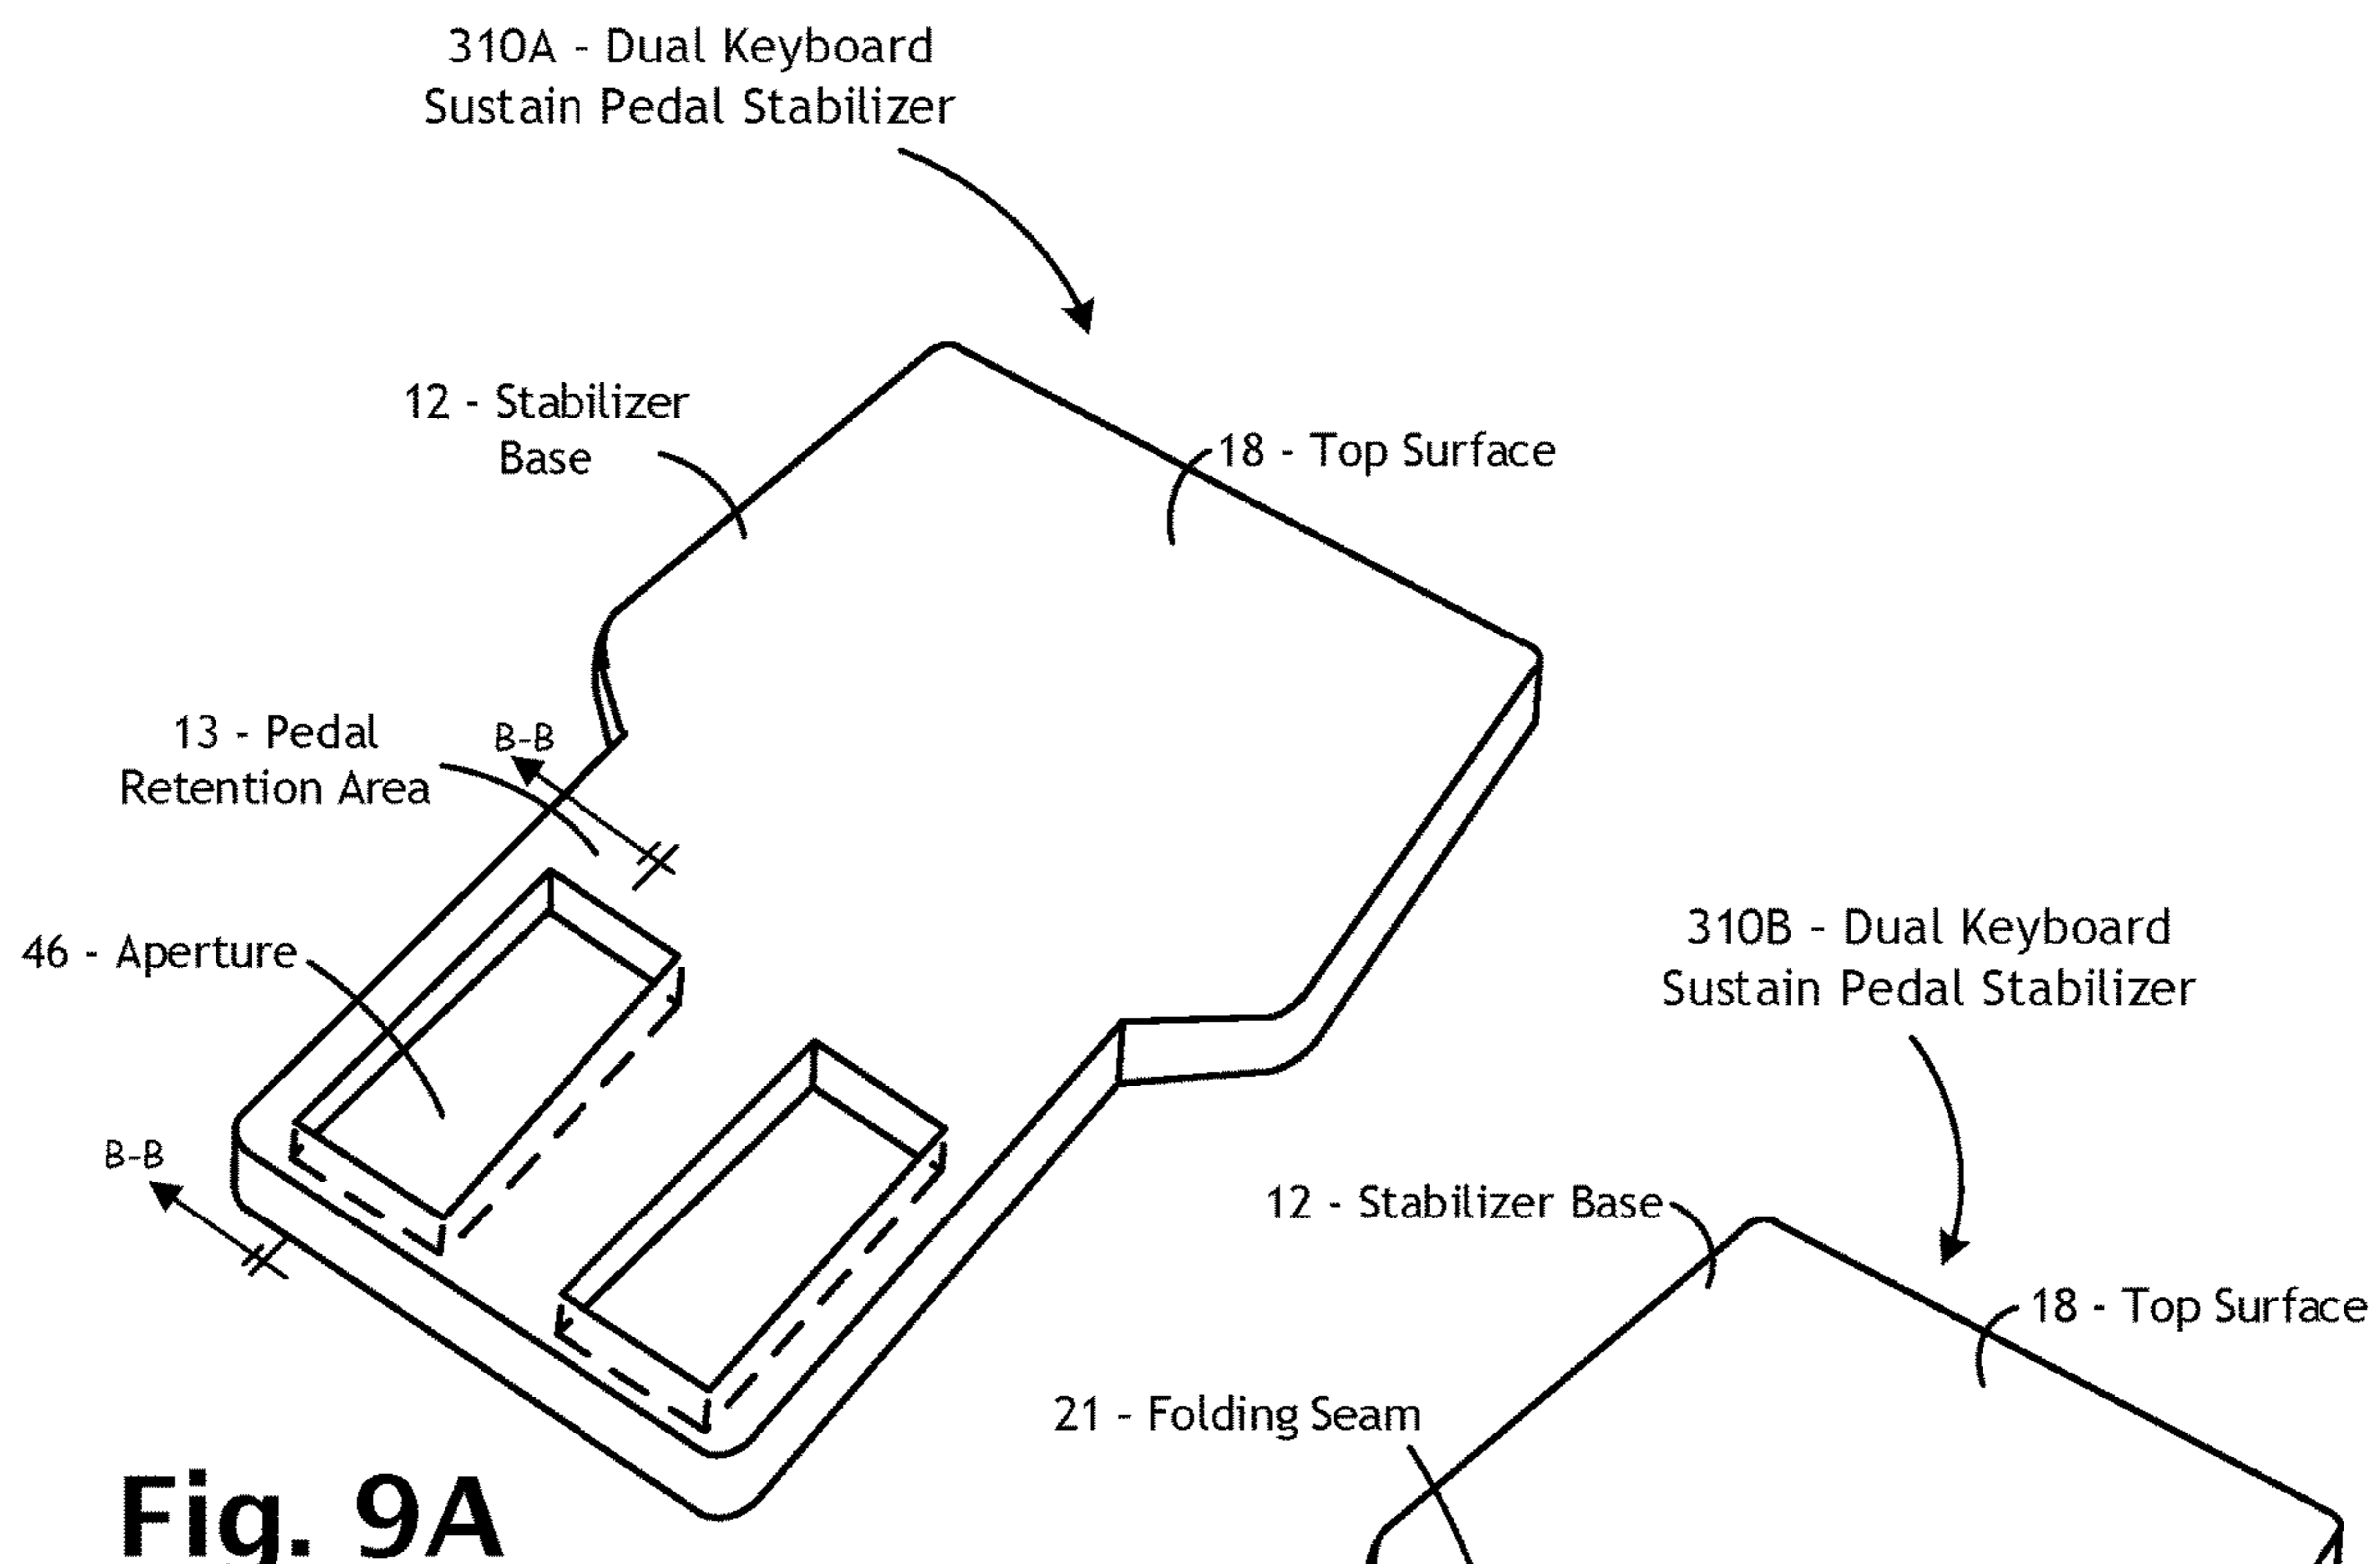 310A - Dual Keyboard
Sustain Pedal Stabilizer
12 - Stabilizer
Base
18 - Top Surface
13 - Pedal
Retention Area
B-B
46 - Aperture
B-B
Fig. 9A
310B - Dual Keyboard
Sustain Pedal Stabilizer
12 - Stabilizer Base
18 - Top Surface
21 - Folding Seam